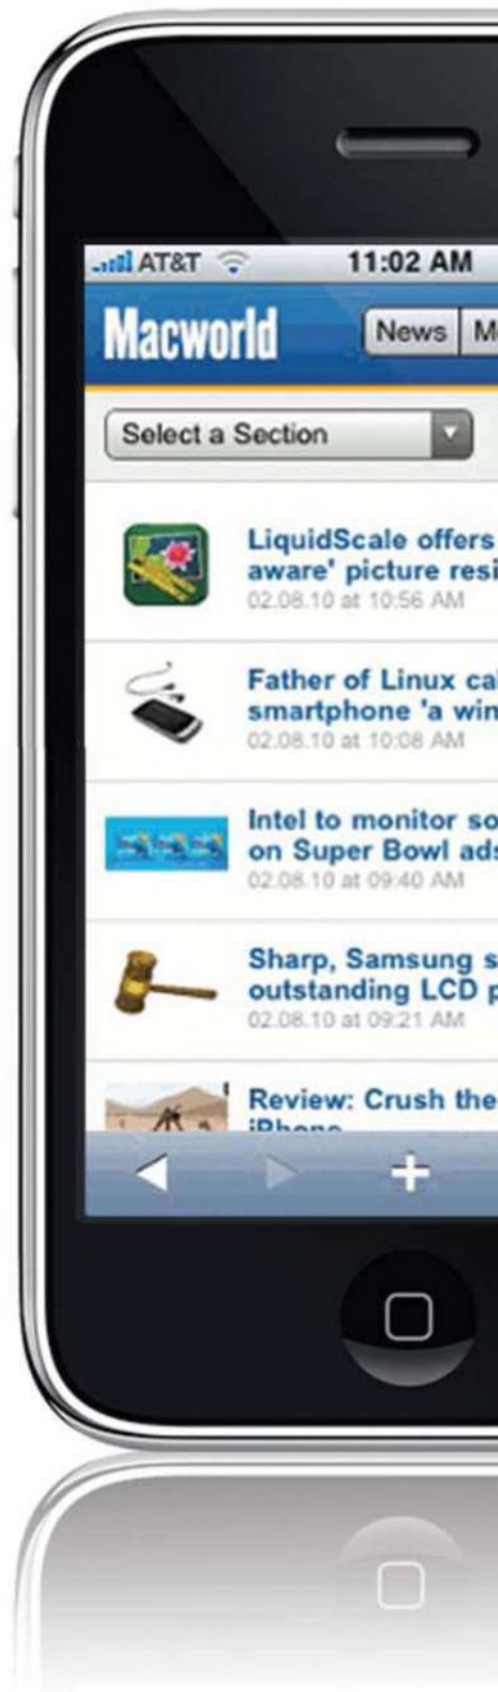 AT&T 11:02 AM
Macworld News
Select a Section
LiquidScale offers
aware' picture resi
02.08.10 at 10:56 AM
Father of Linux cal
smartphone 'a win
02.08.10 at 10:08 AM
Intel to monitor so
on Super Bowl ads
02.08.10 at 09:40 AM
Sharp, Samsung s
outstanding LCD p
02.08.10 at 09:21 AM
Review: Crush the
iPhone